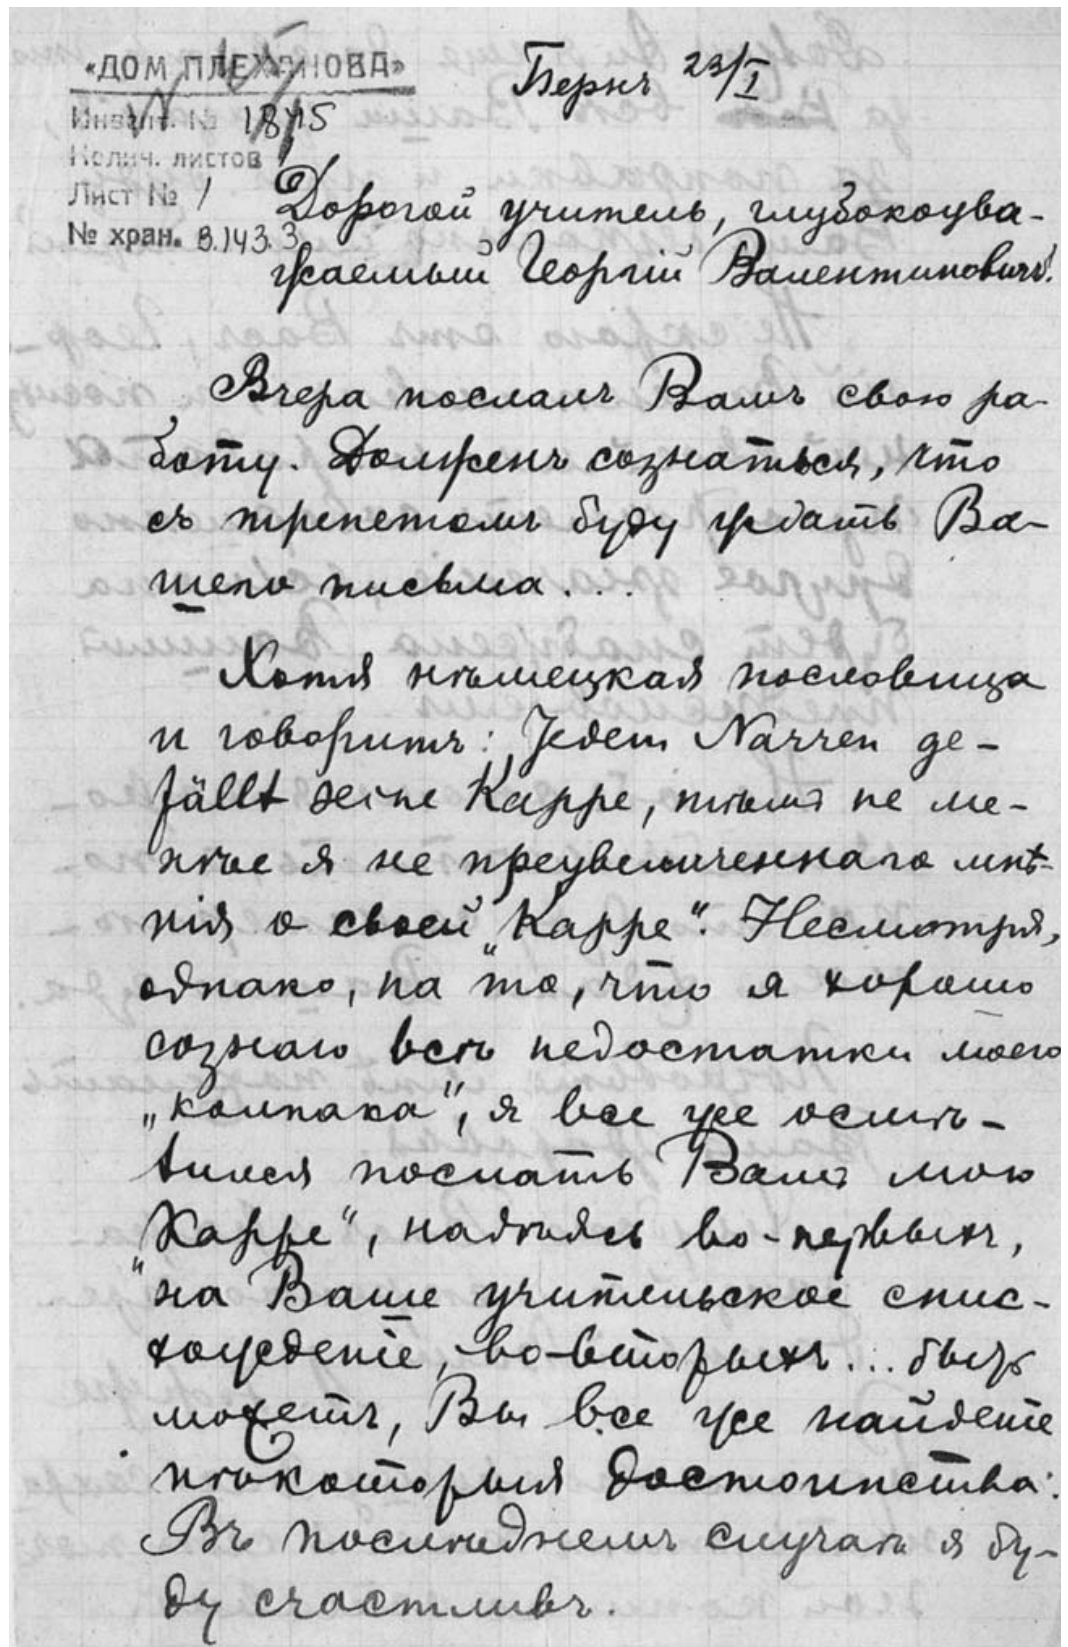 «ДОМ ПЛЕХАНОВА»
Инвент. № 1845
Колич. листов
Лист № 1
№ хран. В.143.3
Бернъ 23/I
Дорогой учитель, глубокоува-
жаемый Георгій Валентиновичъ!
Вчера послалъ Вамъ свою ра-
боту. Долженъ сознаться, что
съ трепетомъ буду ждать Ва-
шего письма...
Хотя нѣмецкая пословица
и говоритъ: Jedem Narren ge-
fällt seine Kappe, тѣмъ не ме-
нѣе я не преувеличеннаго мнѣ-
нія о своей „Kappe“. Несмотря,
однако, на то, что я хорошо
сознаю всѣ недостатки моего
„колпака“, я все же осмѣ-
лился послать Вамъ мою
„Kappe“, надѣясь во-первыхъ,
на Ваше учительское снис-
хожденіе, во-вторыхъ... быть
можетъ, Вы все же найдете
нѣкоторыя достоинства.
Въ послѣднемъ случаѣ я бу-
ду счастливъ.